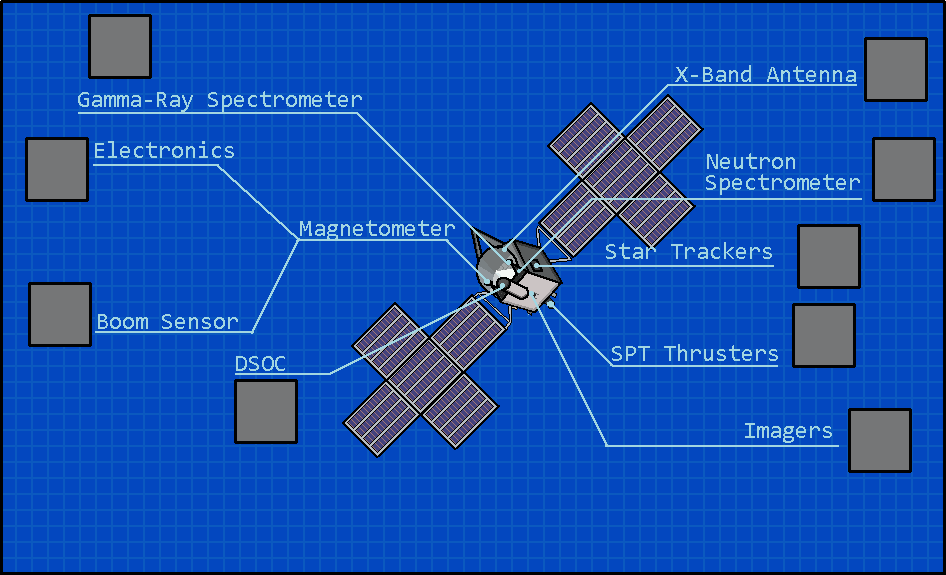 X-Band Antenna
Gamma-Ray Spectrometer
Electronics
Neutron
Spectrometer
Magnetometer
Star Trackers
Boom Sensor
SPT Thrusters
DSOC
Imagers